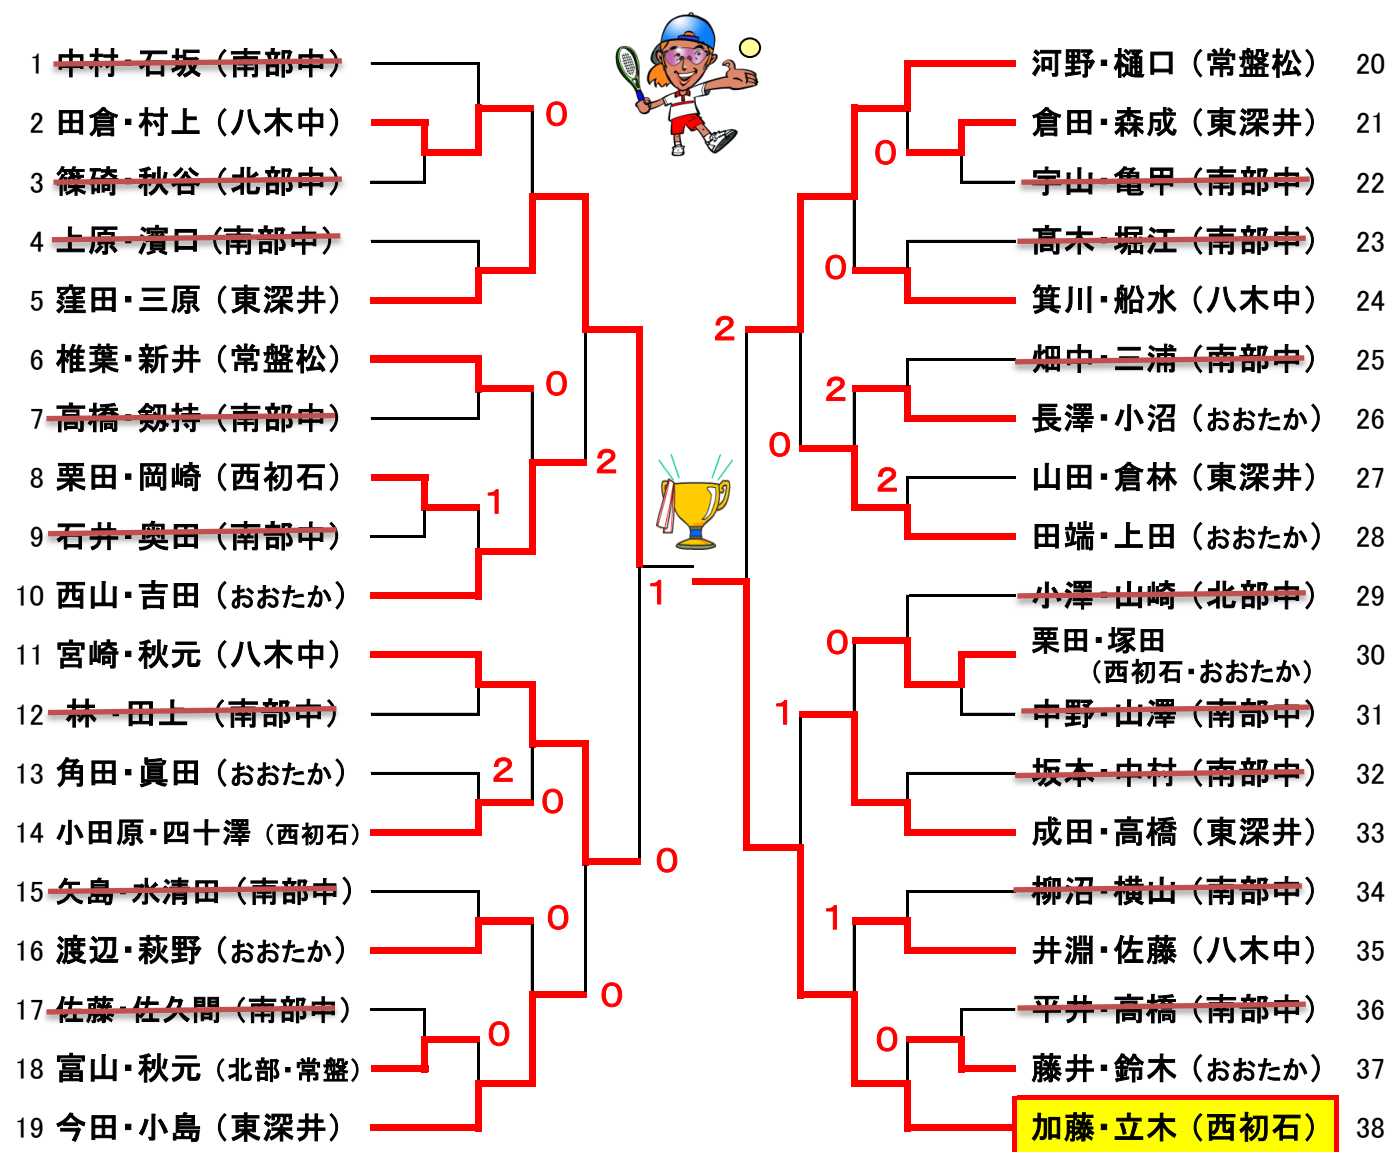 1 中村・石坂（南部中）
2 田倉・村上（八木中）
3 篠碕・秋谷（北部中）
4 上原・濱口（南部中）
5 窪田・三原（東深井）
6 椎葉・新井（常盤松）
7 高橋・剱持（南部中）
8 栗田・岡崎（西初石）
9 石井・奥田（南部中）
10 西山・吉田（おおたか）
11 宮崎・秋元（八木中）
12 林・田上（南部中）
13 角田・眞田（おおたか）
14 小田原・四十澤（西初石）
15 矢島・水清田（南部中）
16 渡辺・萩野（おおたか）
17 佐藤・佐久間（南部中）
18 富山・秋元（北部・常盤）
19 今田・小島（東深井）
0
0
1
2
2
0
0
0
0
0
1
2
0
0
2
0
2
0
1
1
0
河野・樋口（常盤松） 20
倉田・森成（東深井） 21
宇山・亀甲（南部中） 22
髙木・堀江（南部中） 23
箕川・船水（八木中） 24
畑中・三浦（南部中） 25
長澤・小沼（おおたか） 26
山田・倉林（東深井） 27
田端・上田（おおたか） 28
小澤・山崎（北部中） 29
栗田・塚田
（西初石・おおたか） 30
中野・山澤（南部中） 31
坂本・中村（南部中） 32
成田・高橋（東深井） 33
柳沼・横山（南部中） 34
井淵・佐藤（八木中） 35
平井・高橋（南部中） 36
藤井・鈴木（おおたか） 37
加藤・立木（西初石） 38